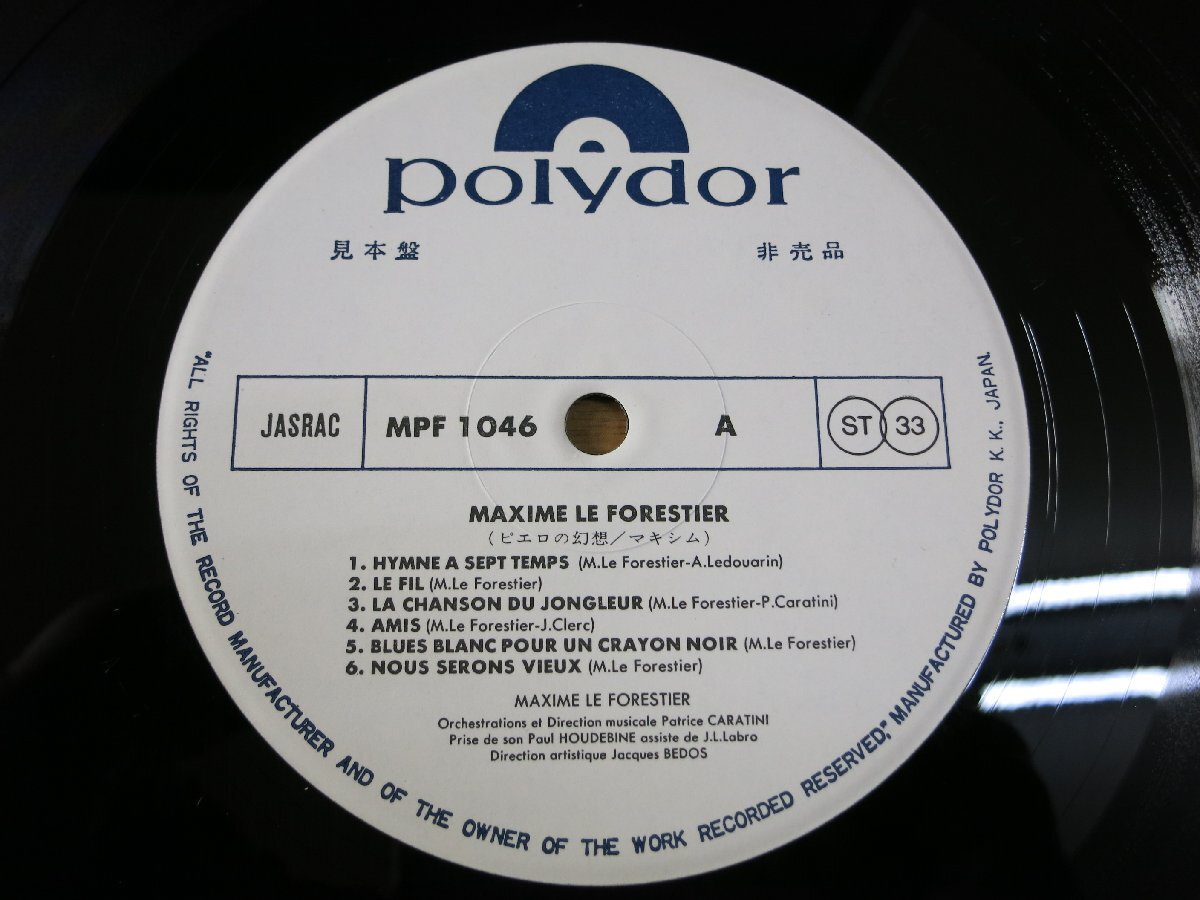 polydor
見本盤
非売品
JASRAC
MPF 1046
A
ST 33
MAXIME LE FORESTIER
(ピエロの幻想/マキシム)
1. HYMNE A SEPT TEMPS (M.Le Forestier-A.Ledouarin)
2. LE FIL (M.Le Forestier)
3. LA CHANSON DU JONGLEUR (M.Le Forestier-P.Caratini)
4. AMIS (M.Le Forestier-J.Clerc)
5. BLUES BLANC POUR UN CRAYON NOIR (M.Le Forestier)
6. NOUS SERONS VIEUX (M.Le Forestier)
MAXIME LE FORESTIER
Orchestrations et Direction musicale Patrice CARATINI
Prise de son Paul HOUDEBINE assiste de J.L.Labro
Direction artistique Jacques BEDOS
"ALL RIGHTS OF THE RECORD MANUFACTURER AND OF THE OWNER OF THE WORK RECORDED RESERVED," MANUFACTURED BY POLYDOR K.K., JAPAN.